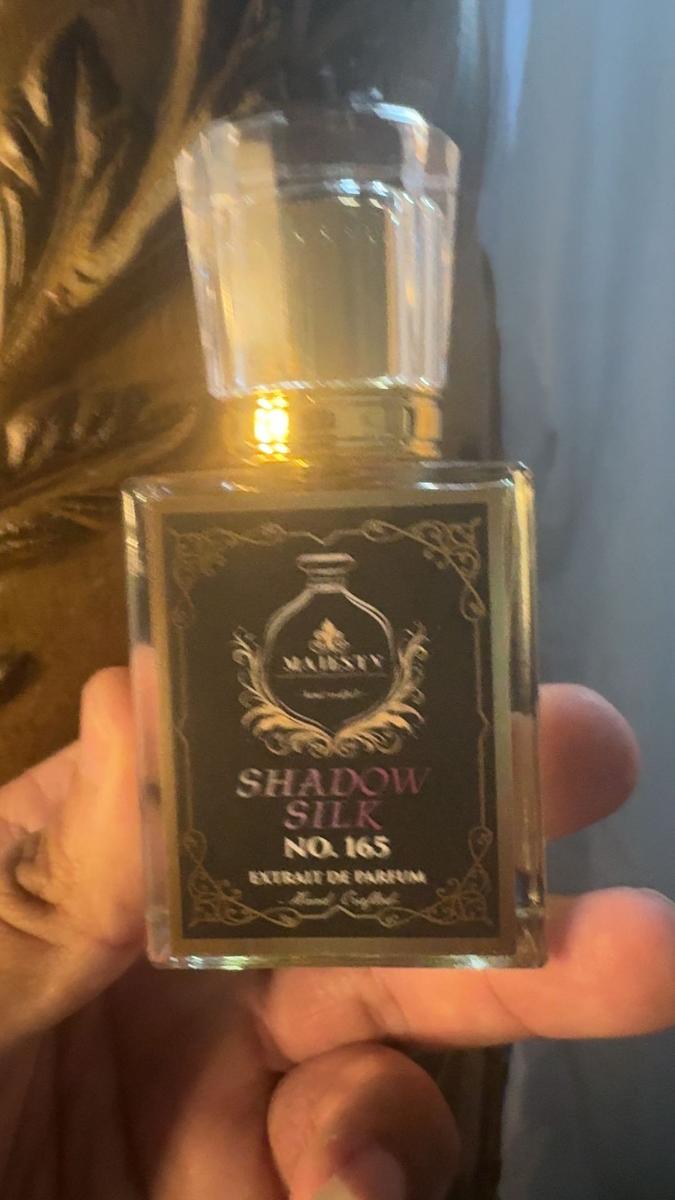 MAJESTY
SHADOW
SILK
NO. 165
EXTRAIT DE PARFUM
Hand Crafted